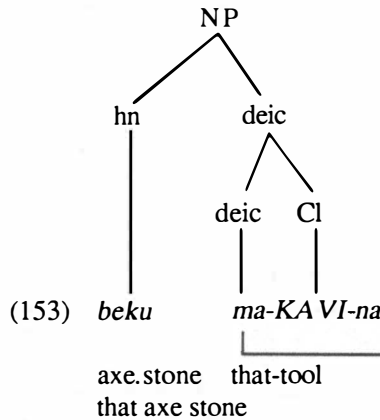 NP
hn deic
deic Cl
(153) beku ma-KAVI-na
axe.stone that-tool
that axe stone